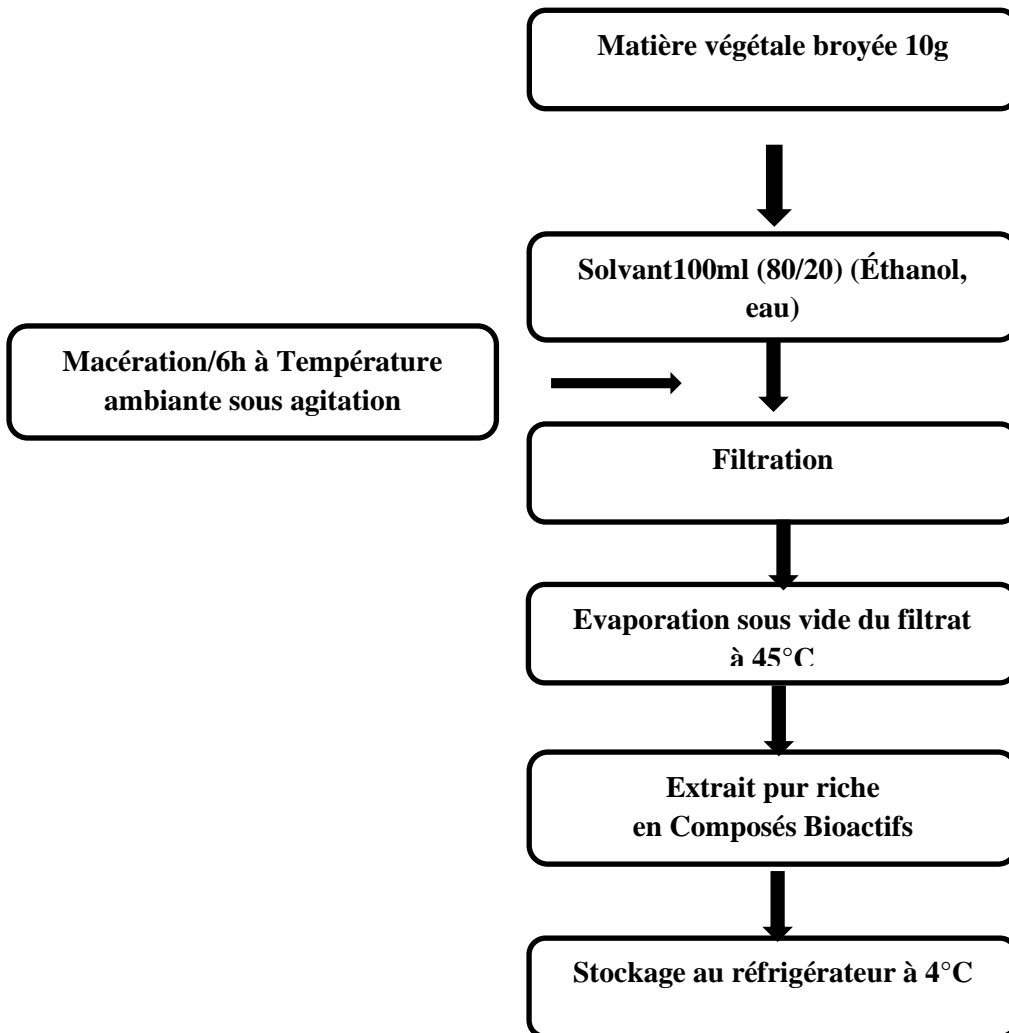 Matière végétale broyée 10g
Solvant100ml (80/20) (Éthanol,
eau)
Macération/6h à Température
ambiante sous agitation
Filtration
Evaporation sous vide du filtrat
à 45°C
Extrait pur riche
en Composés Bioactifs
Stockage au réfrigérateur à 4°C